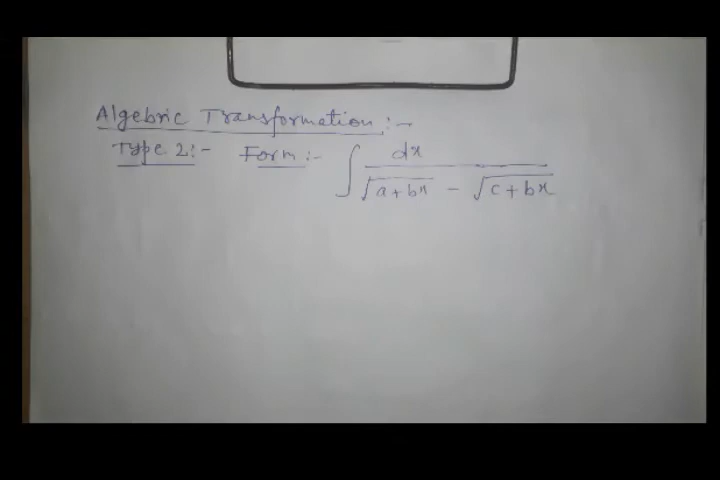 Algebric Transformation :-
Type 2 :- Form :- ∫ dx / √a+bx - √c+bx